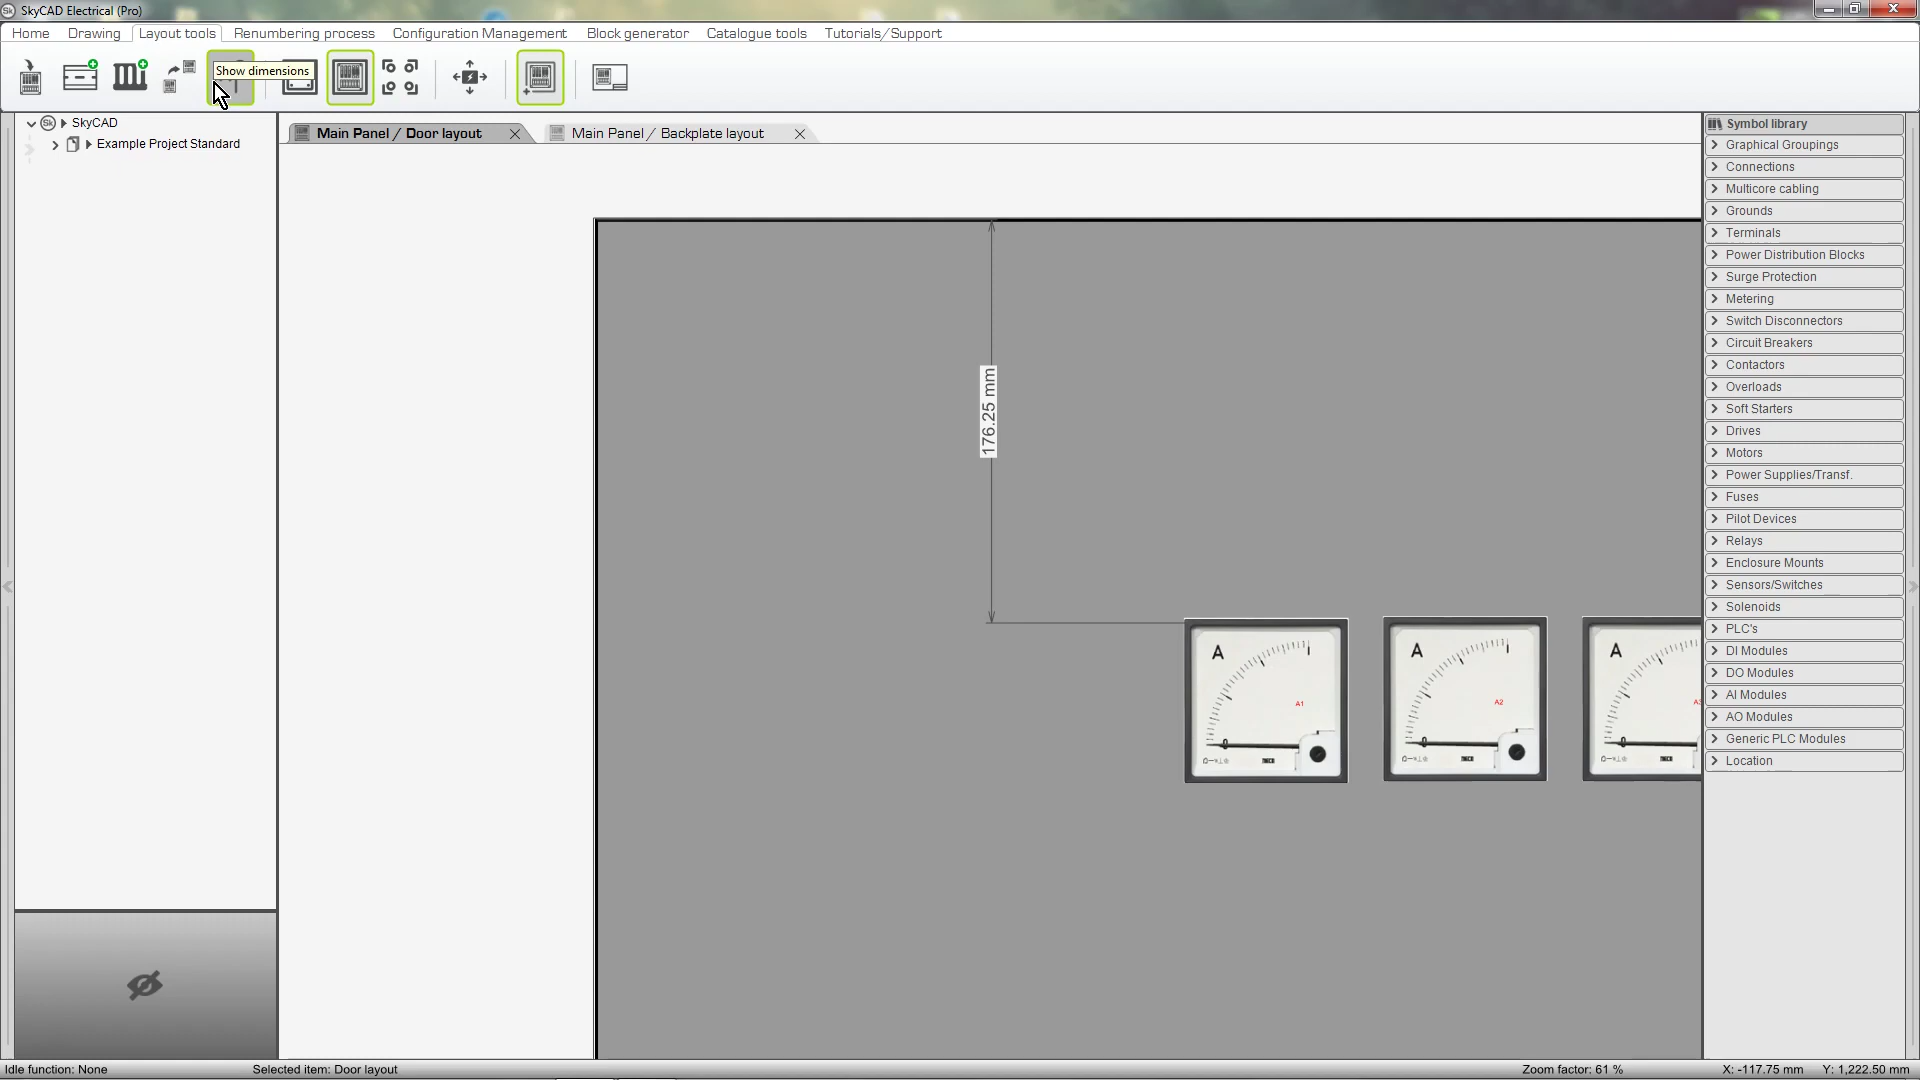 SkyCAD Electrical (Pro)
Home Drawing Layout tools Renumbering process Configuration Management Block generator Catalogue tools Tutorials/Support
Show dimensions
SkyCAD
Example Project Standard
Main Panel / Door layout
Main Panel / Backplate layout
176.25 mm
A
A1
A
A2
A
Symbol library
Graphical Groupings
Connections
Multicore cabling
Grounds
Terminals
Power Distribution Blocks
Surge Protection
Metering
Switch Disconnectors
Circuit Breakers
Contactors
Overloads
Soft Starters
Drives
Motors
Power Supplies/Transf.
Fuses
Pilot Devices
Relays
Enclosure Mounts
Sensors/Switches
Solenoids
PLC's
DI Modules
DO Modules
AI Modules
AO Modules
Generic PLC Modules
Location
Idle function: None
Selected item: Door layout
Zoom factor: 61 %
X: -117.75 mm
Y: 1,222.50 mm